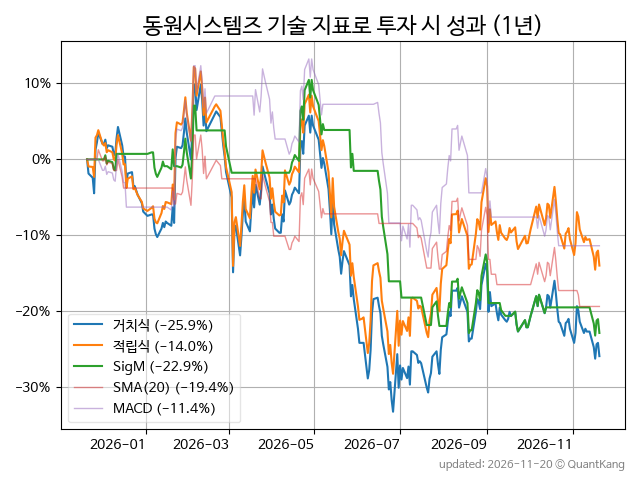 동원시스템즈 기술 지표로 투자 시 성과 (1년)
10%
0%
−10%
−20%
−30%
거치식 (−25.9%)
적립식 (−14.0%)
SigM (−22.9%)
SMA(20) (−19.4%)
MACD (−11.4%)
2026-01
2026-03
2026-05
2026-07
2026-09
2026-11
updated: 2026-11-20 © QuantKang